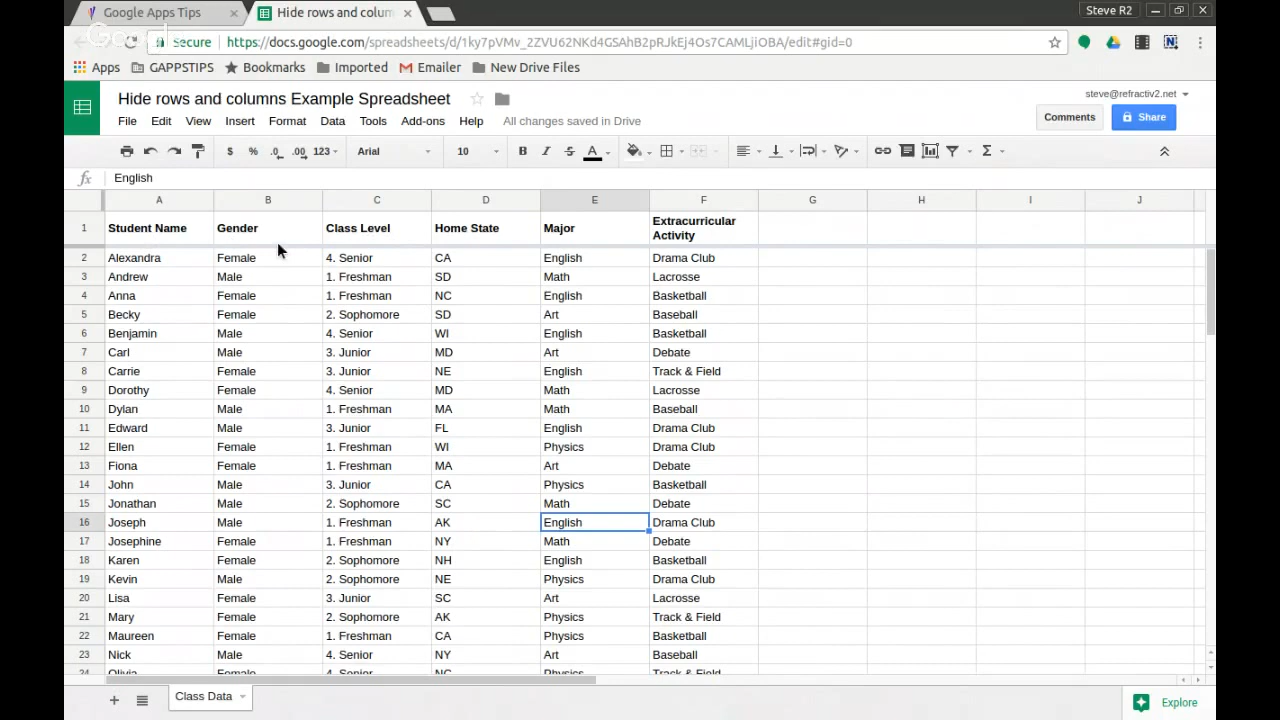 Google Apps Tips
Hide rows and colum
Steve R2
Secure
https://docs.google.com/spreadsheets/d/1ky7pVMv_2ZVU62NKd4GSAhB2pRJkEj4Os7CAMLjiOBA/edit#gid=0
Apps GAPPSTIPS Bookmarks Imported Emailer New Drive Files
Hide rows and columns Example Spreadsheet
steve@refractiv2.net
File Edit View Insert Format Data Tools Add-ons Help All changes saved in Drive
Comments Share
$ % .0 .00 123 Arial 10 B I S A Σ
fx English
A B C D E F G H I J
1 Student Name Gender Class Level Home State Major Extracurricular Activity
2 Alexandra Female 4. Senior CA English Drama Club
3 Andrew Male 1. Freshman SD Math Lacrosse
4 Anna Female 1. Freshman NC English Basketball
5 Becky Female 2. Sophomore SD Art Baseball
6 Benjamin Male 4. Senior WI English Basketball
7 Carl Male 3. Junior MD Art Debate
8 Carrie Female 3. Junior NE English Track & Field
9 Dorothy Female 4. Senior MD Math Lacrosse
10 Dylan Male 1. Freshman MA Math Baseball
11 Edward Male 3. Junior FL English Drama Club
12 Ellen Female 1. Freshman WI Physics Drama Club
13 Fiona Female 1. Freshman MA Art Debate
14 John Male 3. Junior CA Physics Basketball
15 Jonathan Male 2. Sophomore SC Math Debate
16 Joseph Male 1. Freshman AK English Drama Club
17 Josephine Female 1. Freshman NY Math Debate
18 Karen Female 2. Sophomore NH English Basketball
19 Kevin Male 2. Sophomore NE Physics Drama Club
20 Lisa Female 3. Junior SC Art Lacrosse
21 Mary Female 2. Sophomore AK Physics Track & Field
22 Maureen Female 1. Freshman CA Physics Basketball
23 Nick Male 4. Senior NY Art Baseball
24 Olivia Female 4. Senior NC Physics Track & Field
Class Data
Explore